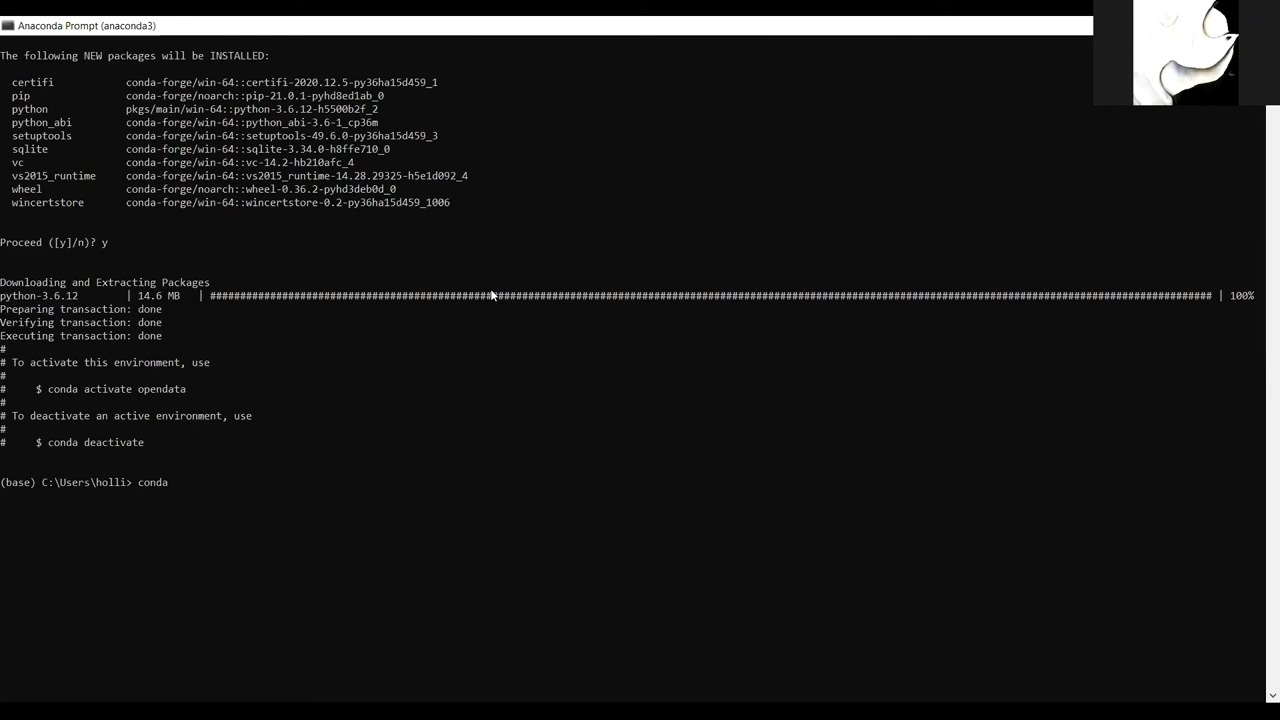 Anaconda Prompt (anaconda3)
The following NEW packages will be INSTALLED:
certifi conda-forge/win-64::certifi-2020.12.5-py36ha15d459_1
pip conda-forge/noarch::pip-21.0.1-pyhd8ed1ab_0
python pkgs/main/win-64::python-3.6.12-h5500b2f_2
python_abi conda-forge/win-64::python_abi-3.6-1_cp36m
setuptools conda-forge/win-64::setuptools-49.6.0-py36ha15d459_3
sqlite conda-forge/win-64::sqlite-3.34.0-h8ffe710_0
vc conda-forge/win-64::vc-14.2-hb210afc_4
vs2015_runtime conda-forge/win-64::vs2015_runtime-14.28.29325-h5e1d092_4
wheel conda-forge/noarch::wheel-0.36.2-pyhd3deb0d_0
wincertstore conda-forge/win-64::wincertstore-0.2-py36ha15d459_1006
Proceed ([y]/n)? y
Downloading and Extracting Packages
python-3.6.12 | 14.6 MB | ####################################################################################################################################################################### | 100%
Preparing transaction: done
Verifying transaction: done
Executing transaction: done
#
# To activate this environment, use
#
# $ conda activate opendata
#
# To deactivate an active environment, use
#
# $ conda deactivate
(base) C:\Users\holli> conda